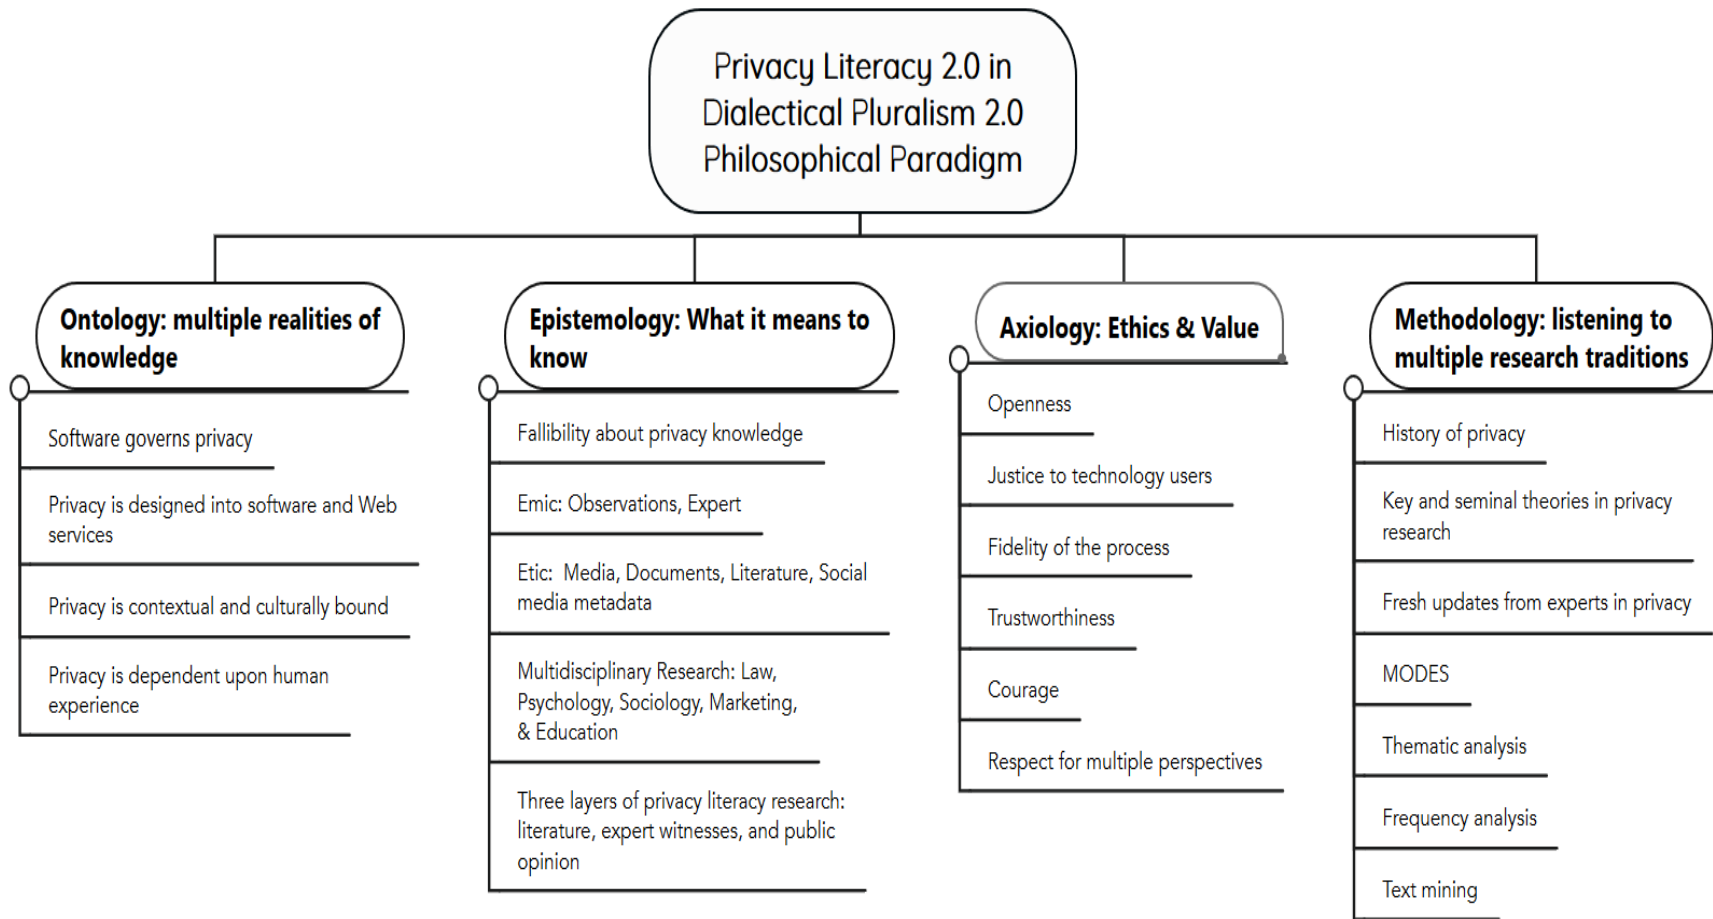 Privacy Literacy 2.0 in
Dialectical Pluralism 2.0
Philosophical Paradigm
Ontology: multiple realities of
knowledge
Software governs privacy
Privacy is designed into software and Web
services
Privacy is contextual and culturally bound
Privacy is dependent upon human
experience
Epistemology: What it means to
know
Fallibility about privacy knowledge
Emic: Observations, Expert
Etic:  Media, Documents, Literature, Social
media metadata
Multidisciplinary Research: Law,
Psychology, Sociology, Marketing,
& Education
Three layers of privacy literacy research:
literature, expert witnesses, and public
opinion
Axiology: Ethics & Value
Openness
Justice to technology users
Fidelity of the process
Trustworthiness
Courage
Respect for multiple perspectives
Methodology: listening to
multiple research traditions
History of privacy
Key and seminal theories in privacy
research
Fresh updates from experts in privacy
MODES
Thematic analysis
Frequency analysis
Text mining